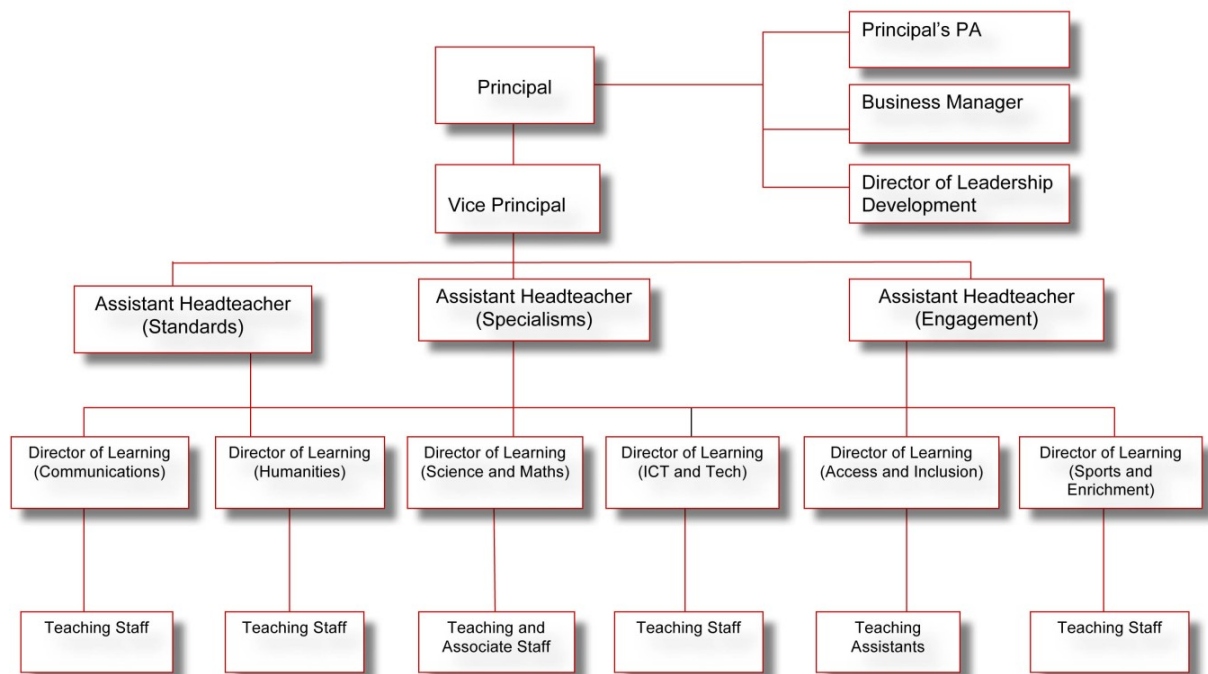 Principal's PA
Principal
Business Manager
Director of Leadership
Development
Vice Principal
Assistant Headteacher
(Standards)
Assistant Headteacher
(Specialisms)
Assistant Headteacher
(Engagement)
Director of Learning
(Communications)
Director of Learning
(Humanities)
Director of Learning
(Science and Maths)
Director of Learning
(ICT and Tech)
Director of Learning
(Access and Inclusion)
Director of Learning
(Sports and
Enrichment)
Teaching Staff
Teaching Staff
Teaching and
Associate Staff
Teaching Staff
Teaching
Assistants
Teaching Staff